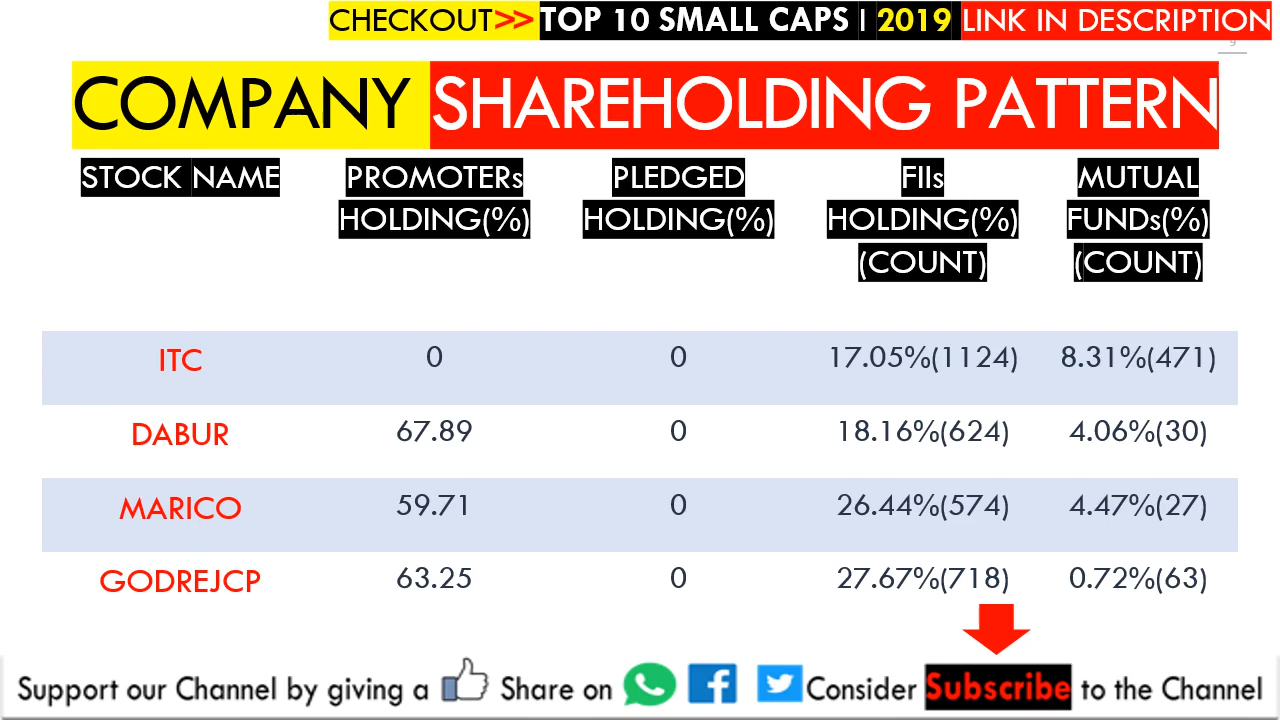 CHECKOUT>> TOP 10 SMALL CAPS | 2019 LINK IN DESCRIPTION
9
COMPANY SHAREHOLDING PATTERN
STOCK NAME PROMOTERs HOLDING(%) PLEDGED HOLDING(%) FIIs HOLDING(%) (COUNT) MUTUAL FUNDs(%) (COUNT)
ITC 0 0 17.05%(1124) 8.31%(471)
DABUR 67.89 0 18.16%(624) 4.06%(30)
MARICO 59.71 0 26.44%(574) 4.47%(27)
GODREJCP 63.25 0 27.67%(718) 0.72%(63)
Support our Channel by giving a Share on Consider Subscribe to the Channel